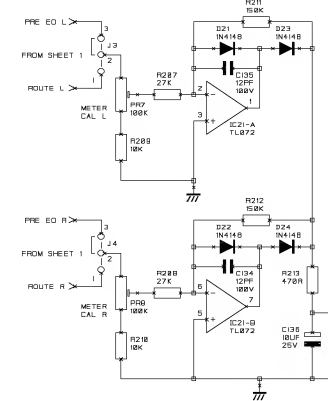 R211
150K
PRE EQ L
3
J3
FROM SHEET 1
2
1
ROUTE L
D21
1N4148
D23
1N4148
R207
27K
C135
12PF
100V
2
1
3
IC21-A
TL072
METER
CAL L
PR7
100K
R209
10K
R212
150K
PRE EQ R
3
J4
FROM SHEET 1
2
1
ROUTE R
D22
1N4148
D24
1N4148
R208
27K
C134
12PF
100V
R213
470R
6
7
5
IC21-B
TL072
METER
CAL R
PR8
100K
R210
10K
C136
10UF
25V